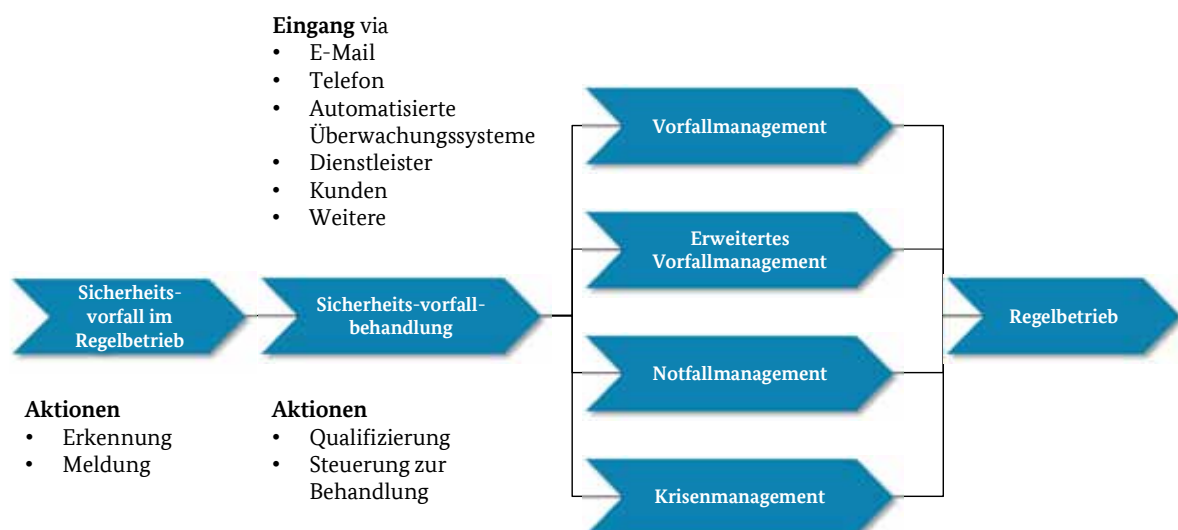 Eingang via
• E-Mail
• Telefon
• Automatisierte
Überwachungssysteme
• Dienstleister
• Kunden
• Weitere
Sicherheits-
vorfall im
Regelbetrieb
Aktionen
• Erkennung
• Meldung
Sicherheits-vorfall-
behandlung
Aktionen
• Qualifizierung
• Steuerung zur
Behandlung
Vorfallmanagement
Erweitertes
Vorfallmanagement
Notfallmanagement
Krisenmanagement
Regelbetrieb